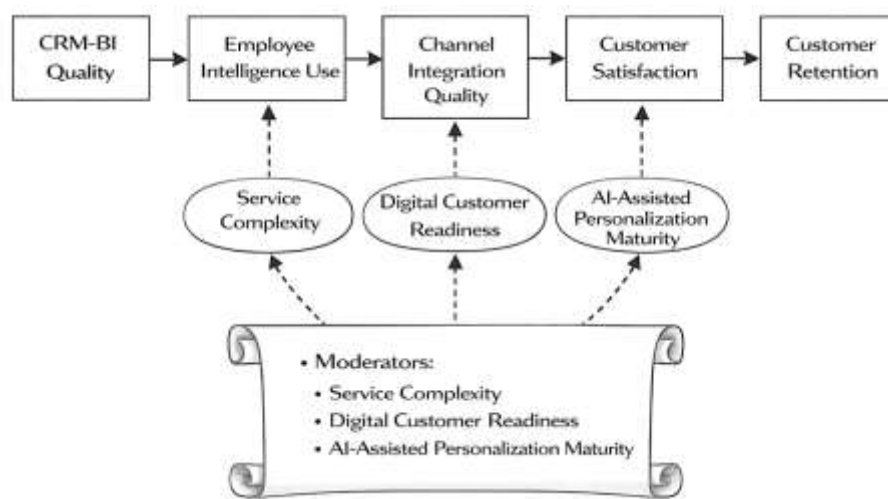 CRM-BI
Quality
Employee
Intelligence Use
Channel
Integration
Quality
Customer
Satisfaction
Customer
Retention
Service
Complexity
Digital Customer
Readiness
AI-Assisted
Personalization
Maturity
• Moderators:
• Service Complexity
• Digital Customer Readiness
• AI-Assisted Personalization Maturity